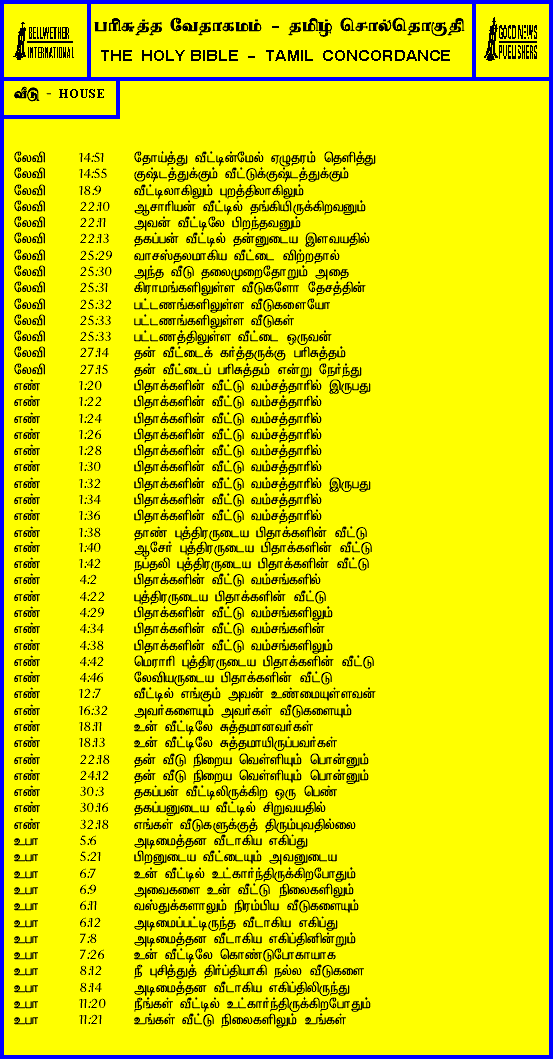 BELLWETHER
INTERNATIONAL
பரிசுத்த வேதாகமம் - தமிழ் சொல்தொகுதி
THE HOLY BIBLE - TAMIL CONCORDANCE
GOOD NEWS
PUBLISHERS
வீடு - HOUSE
லேவி 14:51 தோய்த்து வீட்டின்மேல் ஏழுதரம் தெளித்து
லேவி 14:55 குஷ்டத்துக்கும் வீட்டுக்குஷ்டத்துக்கும்
லேவி 18:9 வீட்டிலாகிலும் புறத்திலாகிலும்
லேவி 22:10 ஆசாரியன் வீட்டில் தங்கியிருக்கிறவனும்
லேவி 22:11 அவன் வீட்டிலே பிறந்தவனும்
லேவி 22:13 தகப்பன் வீட்டில் தன்னுடைய இளவயதில்
லேவி 25:29 வாசஸ்தலமாகிய வீட்டை விற்றதால்
லேவி 25:30 அந்த வீடு தலைமுறைதோறும் அதை
லேவி 25:31 கிராமங்களிலுள்ள வீடுகளோ தேசத்தின்
லேவி 25:32 பட்டணங்களிலுள்ள வீடுகளையோ
லேவி 25:33 பட்டணங்களிலுள்ள வீடுகள்
லேவி 25:33 பட்டணத்திலுள்ள வீட்டை ஒருவன்
லேவி 27:14 தன் வீட்டைக் கர்த்தருக்கு பரிசுத்தம்
லேவி 27:15 தன் வீட்டைப் பரிசுத்தம் என்று நேர்ந்து
எண் 1:20 பிதாக்களின் வீட்டு வம்சத்தாரில் இருபது
எண் 1:22 பிதாக்களின் வீட்டு வம்சத்தாரில்
எண் 1:24 பிதாக்களின் வீட்டு வம்சத்தாரில்
எண் 1:26 பிதாக்களின் வீட்டு வம்சத்தாரில்
எண் 1:28 பிதாக்களின் வீட்டு வம்சத்தாரில்
எண் 1:30 பிதாக்களின் வீட்டு வம்சத்தாரில்
எண் 1:32 பிதாக்களின் வீட்டு வம்சத்தாரில் இருபது
எண் 1:34 பிதாக்களின் வீட்டு வம்சத்தாரில்
எண் 1:36 பிதாக்களின் வீட்டு வம்சத்தாரில்
எண் 1:38 தாண் புத்திரருடைய பிதாக்களின் வீட்டு
எண் 1:40 ஆசேர் புத்திரருடைய பிதாக்களின் வீட்டு
எண் 1:42 நப்தலி புத்திரருடைய பிதாக்களின் வீட்டு
எண் 4:2 பிதாக்களின் வீட்டு வம்சங்களில்
எண் 4:22 புத்திரருடைய பிதாக்களின் வீட்டு
எண் 4:29 பிதாக்களின் வீட்டு வம்சங்களிலும்
எண் 4:34 பிதாக்களின் வீட்டு வம்சங்களின்
எண் 4:38 பிதாக்களின் வீட்டு வம்சங்களிலும்
எண் 4:42 மெராரி புத்திரருடைய பிதாக்களின் வீட்டு
எண் 4:46 லேவியருடைய பிதாக்களின் வீட்டு
எண் 12:7 வீட்டில் எங்கும் அவன் உண்மையுள்ளவன்
எண் 16:32 அவர்களையும் அவர்கள் வீடுகளையும்
எண் 18:11 உன் வீட்டிலே சுத்தமானவர்கள்
எண் 18:13 உன் வீட்டிலே சுத்தமாயிருப்பவர்கள்
எண் 22:18 தன் வீடு நிறைய வெள்ளியும் பொன்னும்
எண் 24:12 தன் வீடு நிறைய வெள்ளியும் பொன்னும்
எண் 30:3 தகப்பன் வீட்டிலிருக்கிற ஒரு பெண்
எண் 30:16 தகப்பனுடைய வீட்டில் சிறுவயதில்
எண் 32:18 எங்கள் வீடுகளுக்குத் திரும்புவதில்லை
உபா 5:6 அடிமைத்தன வீடாகிய எகிப்து
உபா 5:21 பிறனுடைய வீட்டையும் அவனுடைய
உபா 6:7 உன் வீட்டில் உட்கார்ந்திருக்கிறபோதும்
உபா 6:9 அவைகளை உன் வீட்டு நிலைகளிலும்
உபா 6:11 வஸ்துக்களாலும் நிரம்பிய வீடுகளையும்
உபா 6:12 அடிமைப்பட்டிருந்த வீடாகிய எகிப்து
உபா 7:8 அடிமைத்தன வீடாகிய எகிப்தினின்றும்
உபா 7:26 உன் வீட்டிலே கொண்டுபோகாயாக
உபா 8:12 நீ புசித்துத் திர்ப்தியாகி நல்ல வீடுகளை
உபா 8:14 அடிமைத்தன வீடாகிய எகிப்திலிருந்து
உபா 11:20 நீங்கள் வீட்டில் உட்கார்ந்திருக்கிறபோதும்
உபா 11:21 உங்கள் வீட்டு நிலைகளிலும் உங்கள்